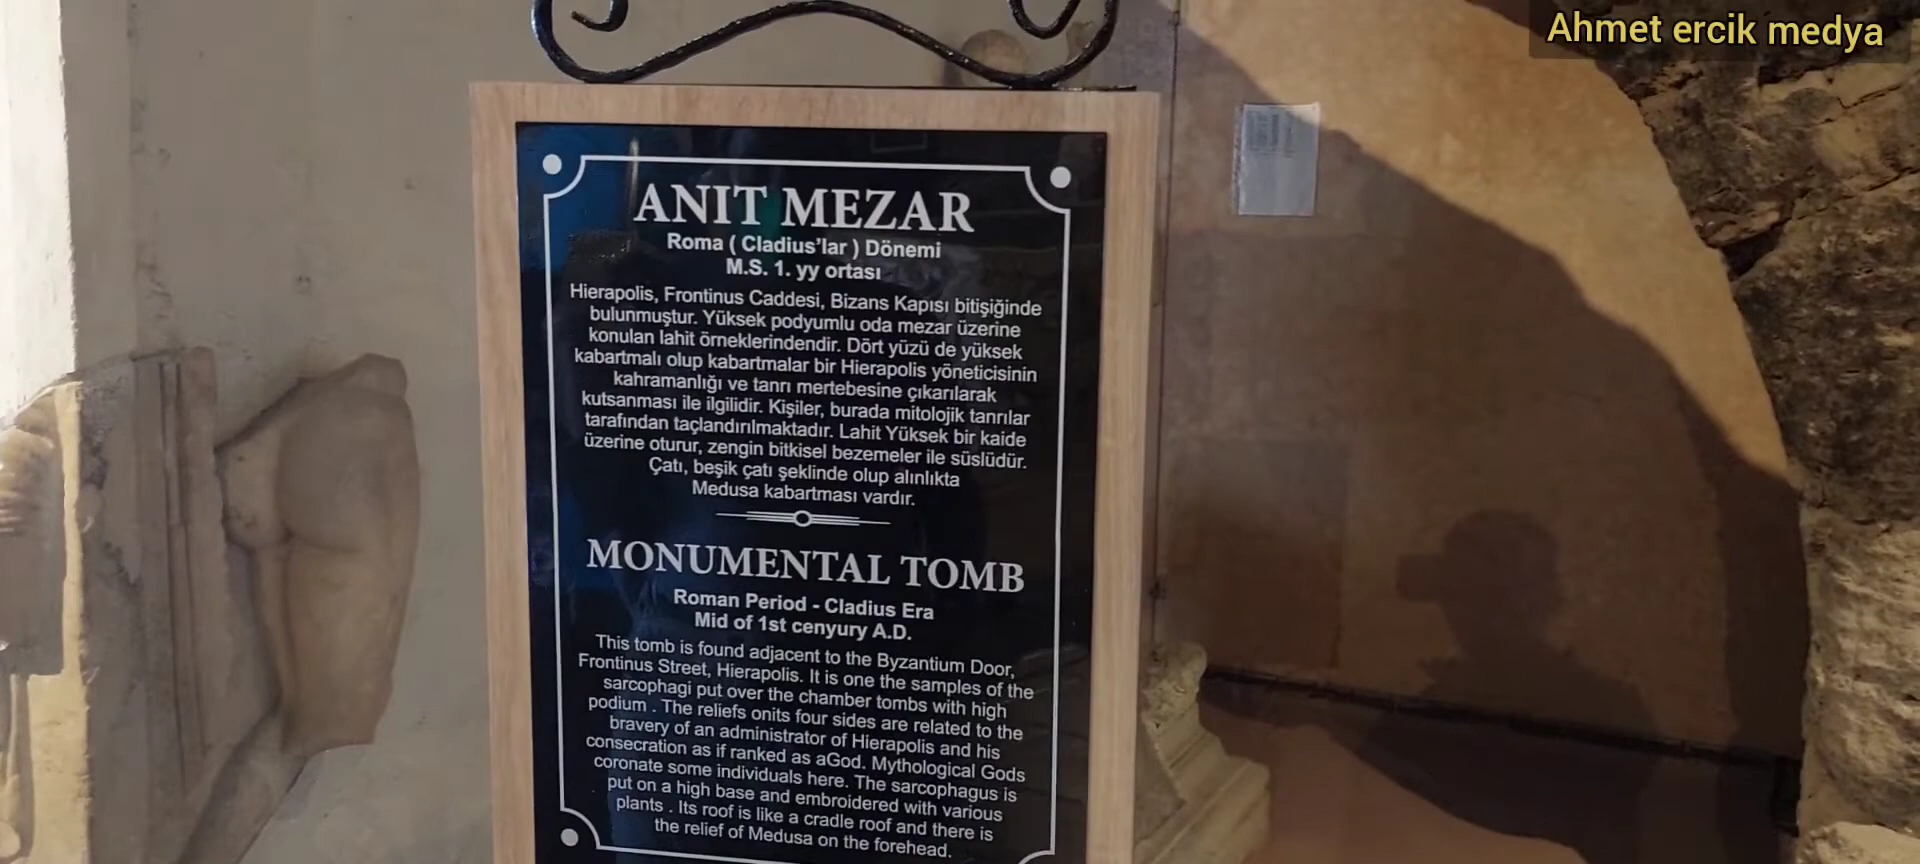 Ahmet ercik medya
ANIT MEZAR
Roma ( Cladius'lar ) Dönemi
M.S. 1. yy ortası
Hierapolis, Frontinus Caddesi, Bizans Kapısı bitişiğinde
bulunmuştur. Yüksek podyumlu oda mezar üzerine
konulan lahit örneklerindendir. Dört yüzü de yüksek
kabartmalı olup kabartmalar bir Hierapolis yöneticisinin
kahramanlığı ve tanrı mertebesine çıkarılarak
kutsanması ile ilgilidir. Kişiler, burada mitolojik tanrılar
tarafından taçlandırılmaktadır. Lahit Yüksek bir kaide
üzerine oturur, zengin bitkisel bezemeler ile süslüdür.
Çatı, beşik çatı şeklinde olup alınlıkta
Medusa kabartması vardır.
MONUMENTAL TOMB
Roman Period - Cladius Era
Mid of 1st cenyury A.D.
This tomb is found adjacent to the Byzantium Door,
Frontinus Street, Hierapolis. It is one the samples of the
sarcophagi put over the chamber tombs with high
podium . The reliefs onits four sides are related to the
bravery of an administrator of Hierapolis and his
consecration as if ranked as aGod. Mythological Gods
coronate some individuals here. The sarcophagus is
put on a high base and embroidered with various
plants . Its roof is like a cradle roof and there is
the relief of Medusa on the forehead.